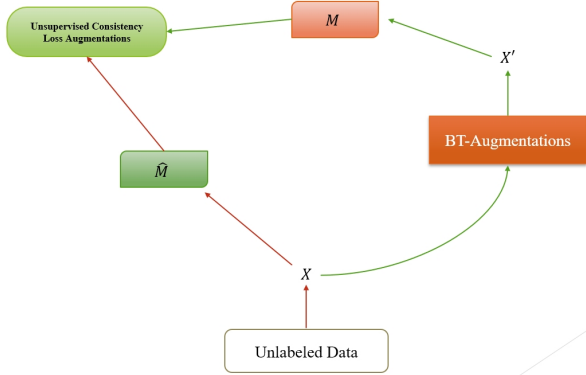 Unsupervised Consistency
Loss Augmentations
M
X′
BT-Augmentations
M̂
X
Unlabeled Data